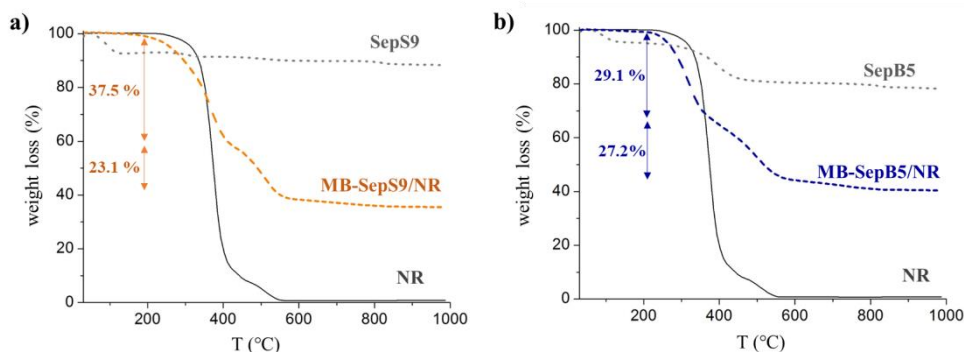 a)
100
80
60
40
20
0
weight loss (%)
37.5 %
23.1 %
SepS9
MB-SepS9/NR
NR
200
400
600
800
1000
T (°C)
b)
100
80
60
40
20
0
weight loss (%)
29.1 %
27.2%
SepB5
MB-SepB5/NR
NR
200
400
600
800
1000
T (°C)